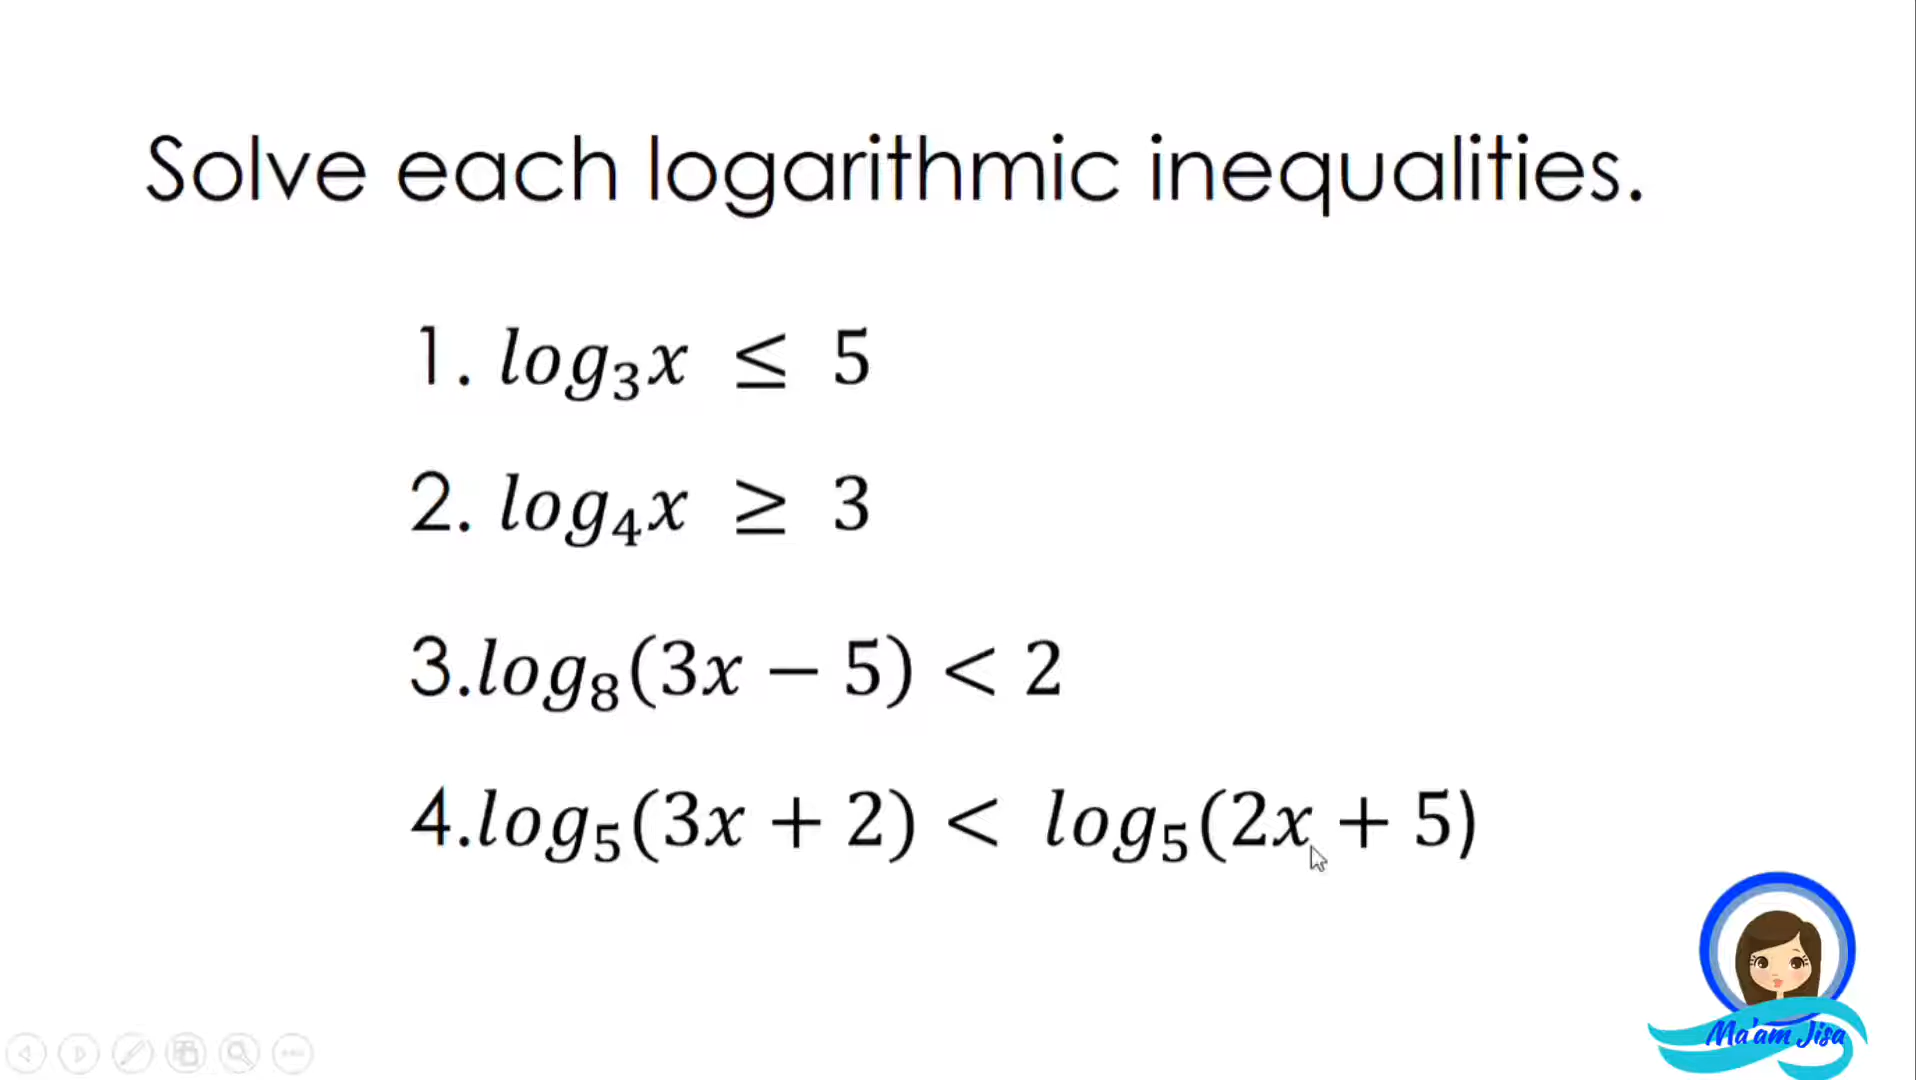 Solve each logarithmic inequalities.
1. log₃x ≤ 5
2. log₄x ≥ 3
3.log₈(3x − 5) < 2
4.log₅(3x + 2) < log₅(2x + 5)
Ma'am Jisa